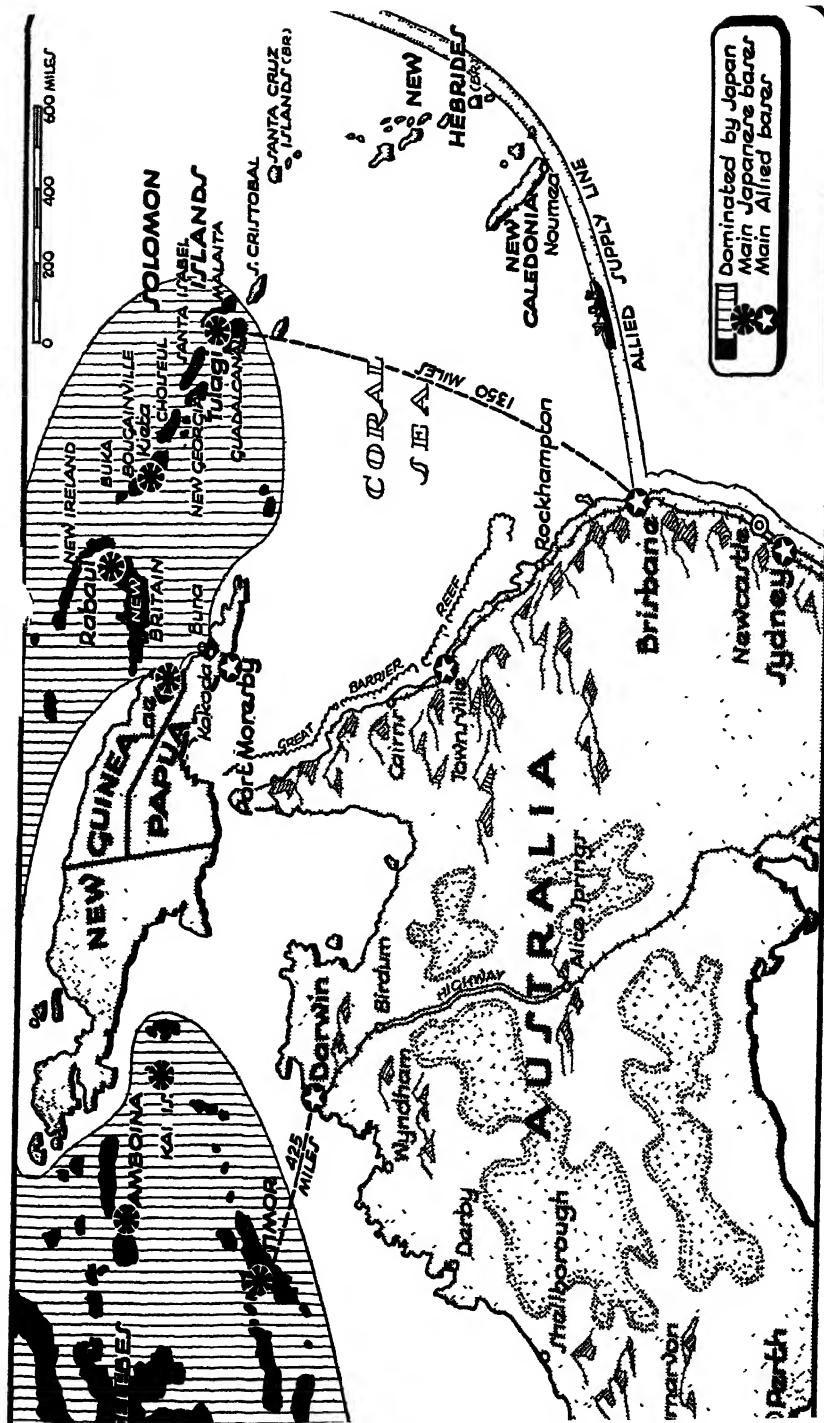 0 200 400 600 MILES
SOLOMON
ISLANDS
SANTA CRUZ
ISLANDS (BR)
NEW IRELAND
BUKA
BOUGAINVILLE
Kieta
CHOISEUL
SANTA ISABEL
MALAITA
NEW GEORGIA
Tulagi
GUADALCANAL
S. CRISTOBAL
Rabaul
NEW
BRITAIN
NEW GUINEA
Lae
PAPUA
Buna
Kokoda
Port Moresby
AMBOINA
KAI IS
TIMOR
425
MILES
Darwin
CORAL
SEA
1350 MILES
NEW
HEBRIDES
(BR)
NEW
CALEDONIA
Noumea
ALLIED SUPPLY LINE
GREAT BARRIER REEF
Cairns
Townsville
Rockhampton
Birdum
Wyndham
Derby
HIGHWAY
AUSTRALIA
Alice Springs
Shellborough
Brisbane
Newcastle
Sydney
Perth
Dominated by Japan
Main Japanese bases
Main Allied bases